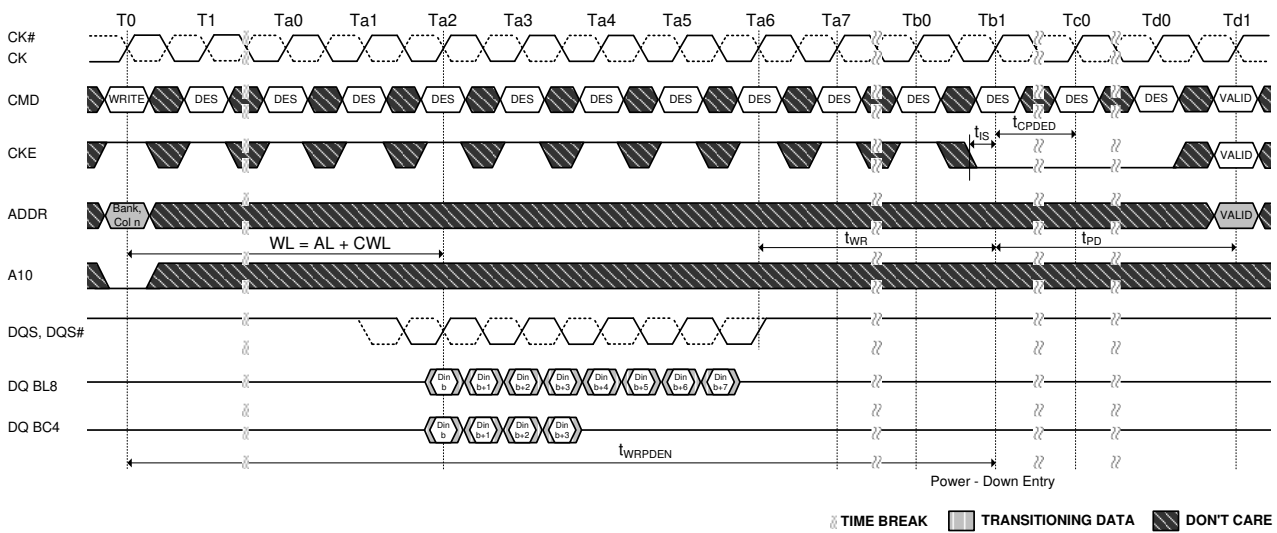 T0 T1 Ta0 Ta1 Ta2 Ta3 Ta4 Ta5 Ta6 Ta7 Tb0 Tb1 Tc0 Td0 Td1
CK#
CK
CMD WRITE DES DES DES DES DES DES DES DES DES DES DES DES DES VALID
tIS tCPDED
CKE VALID
ADDR Bank, Col n VALID
WL = AL + CWL tWR tPD
A10
DQS, DQS#
DQ BL8 Din b Din b+1 Din b+2 Din b+3 Din b+4 Din b+5 Din b+6 Din b+7
DQ BC4 Din b Din b+1 Din b+2 Din b+3
tWRPDEN
Power - Down Entry
TIME BREAK TRANSITIONING DATA DON'T CARE